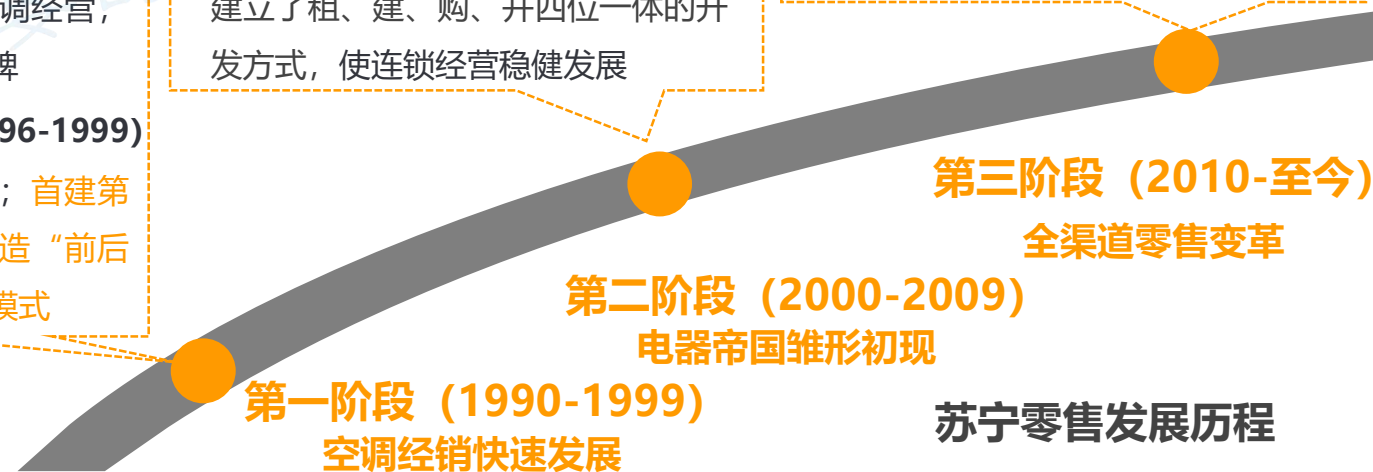 调经营，
牌
96-1999)
；首建第
造“前后
模式
建立了租、建、购、并四位一体的开
发方式，使连锁经营稳健发展
第三阶段（2010-至今）
全渠道零售变革
第二阶段（2000-2009）
电器帝国雏形初现
第一阶段（1990-1999）
空调经销快速发展
苏宁零售发展历程